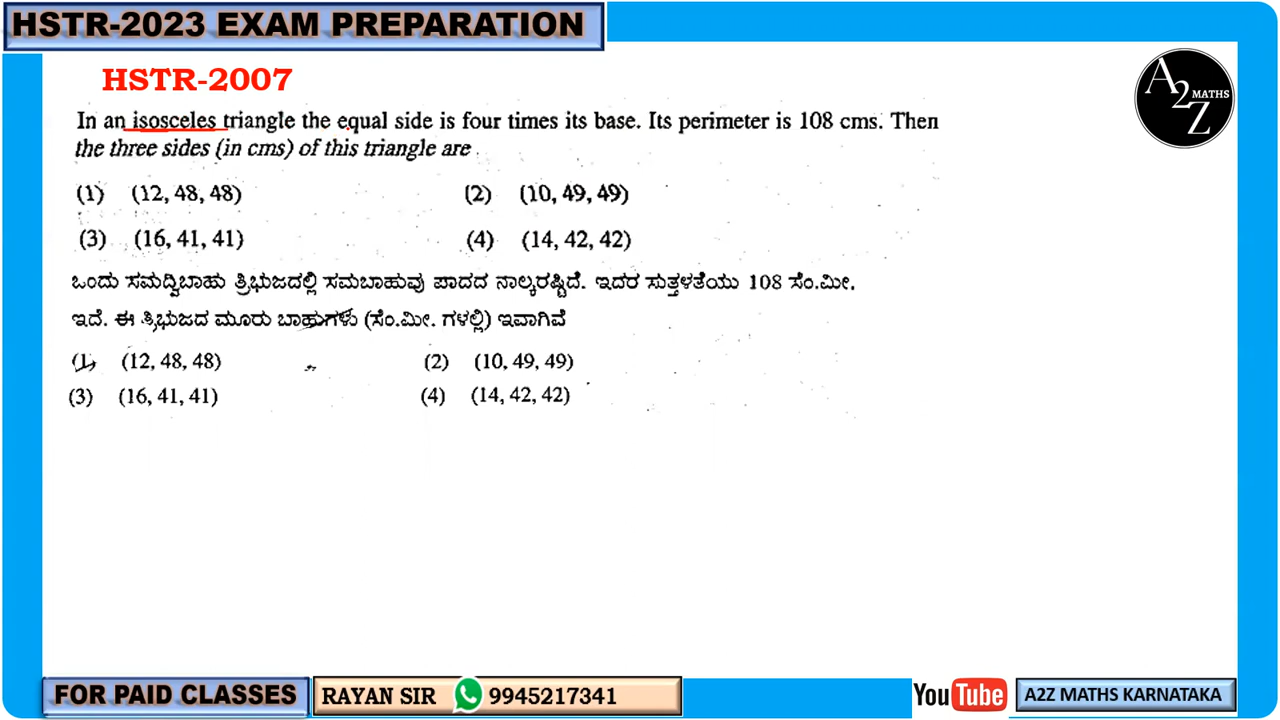 HSTR-2023 EXAM PREPARATION
HSTR-2007
A2Z MATHS
In an isosceles triangle the equal side is four times its base. Its perimeter is 108 cms. Then
the three sides (in cms) of this triangle are
(1) (12, 48, 48) (2) (10, 49, 49)
(3) (16, 41, 41) (4) (14, 42, 42)
ಒಂದು ಸಮದ್ವಿಬಾಹು ತ್ರಿಭುಜದಲ್ಲಿ ಸಮಬಾಹುವು ಪಾದದ ನಾಲ್ಕರಷ್ಟಿದೆ. ಇದರ ಸುತ್ತಳತೆಯು 108 ಸೆಂ.ಮೀ.
ಇದೆ. ಈ ತ್ರಿಭುಜದ ಮೂರು ಬಾಹುಗಳು (ಸೆಂ.ಮೀ. ಗಳಲ್ಲಿ) ಇವಾಗಿವೆ
(1) (12, 48, 48) (2) (10, 49, 49)
(3) (16, 41, 41) (4) (14, 42, 42)
FOR PAID CLASSES RAYAN SIR 9945217341 YouTube A2Z MATHS KARNATAKA